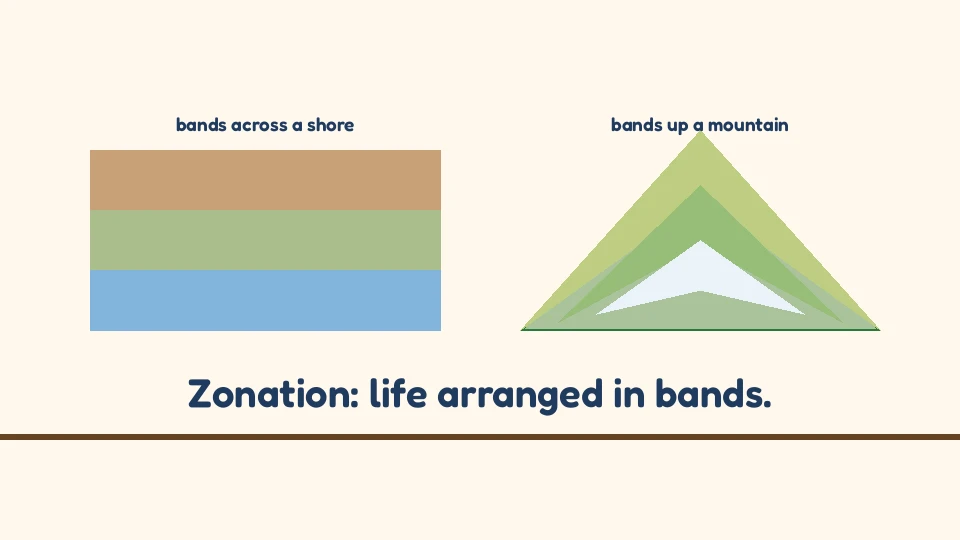 bands across a shore
bands up a mountain
Zonation: life arranged in bands.